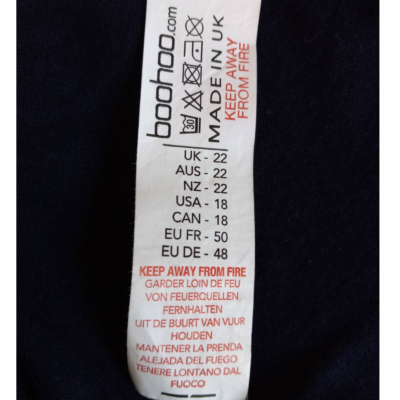 boohoo.com
30
MADE IN UK
KEEP AWAY
FROM FIRE
UK - 22
AUS - 22
NZ - 22
USA - 18
CAN - 18
EU FR - 50
EU DE - 48
KEEP AWAY FROM FIRE
GARDER LOIN DE FEU
VON FEUERQUELLEN
FERNHALTEN
UIT DE BUURT VAN VUUR
HOUDEN
MANTENER LA PRENDA
ALEJADA DEL FUEGO
TENERE LONTANO DAL
FUOCO